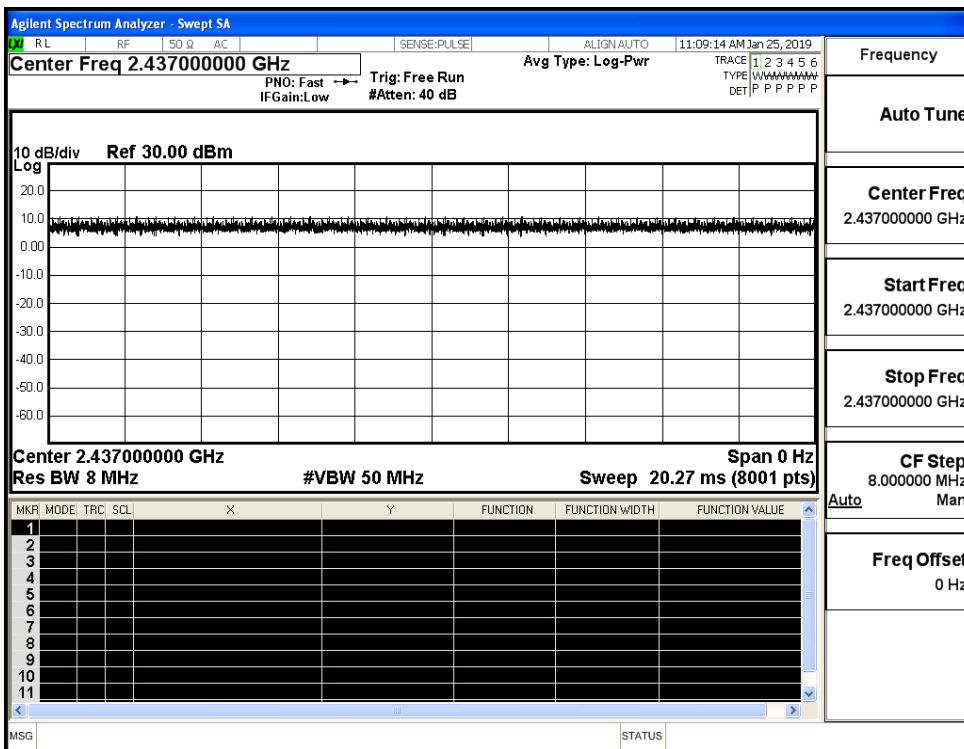 Agilent Spectrum Analyzer - Swept SA
LXI RL RF 50 Ω AC SENSE:PULSE ALIGN AUTO 11:09:14 AM Jan 25, 2019
Center Freq 2.437000000 GHz
PNO: Fast
IFGain:Low
Trig: Free Run
#Atten: 40 dB
Avg Type: Log-Pwr
TRACE 1 2 3 4 5 6
TYPE WWWWWW
DET P P P P P P
10 dB/div Ref 30.00 dBm
Log
20.0
10.0
0.00
-10.0
-20.0
-30.0
-40.0
-50.0
-60.0
Center 2.437000000 GHz Span 0 Hz
Res BW 8 MHz #VBW 50 MHz Sweep 20.27 ms (8001 pts)
MKR MODE TRC SCL X Y FUNCTION FUNCTION WIDTH FUNCTION VALUE
1
2
3
4
5
6
7
8
9
10
11
MSG STATUS
Frequency
Auto Tune
Center Freq
2.437000000 GHz
Start Freq
2.437000000 GHz
Stop Freq
2.437000000 GHz
CF Step
8.000000 MHz
Auto Man
Freq Offset
0 Hz